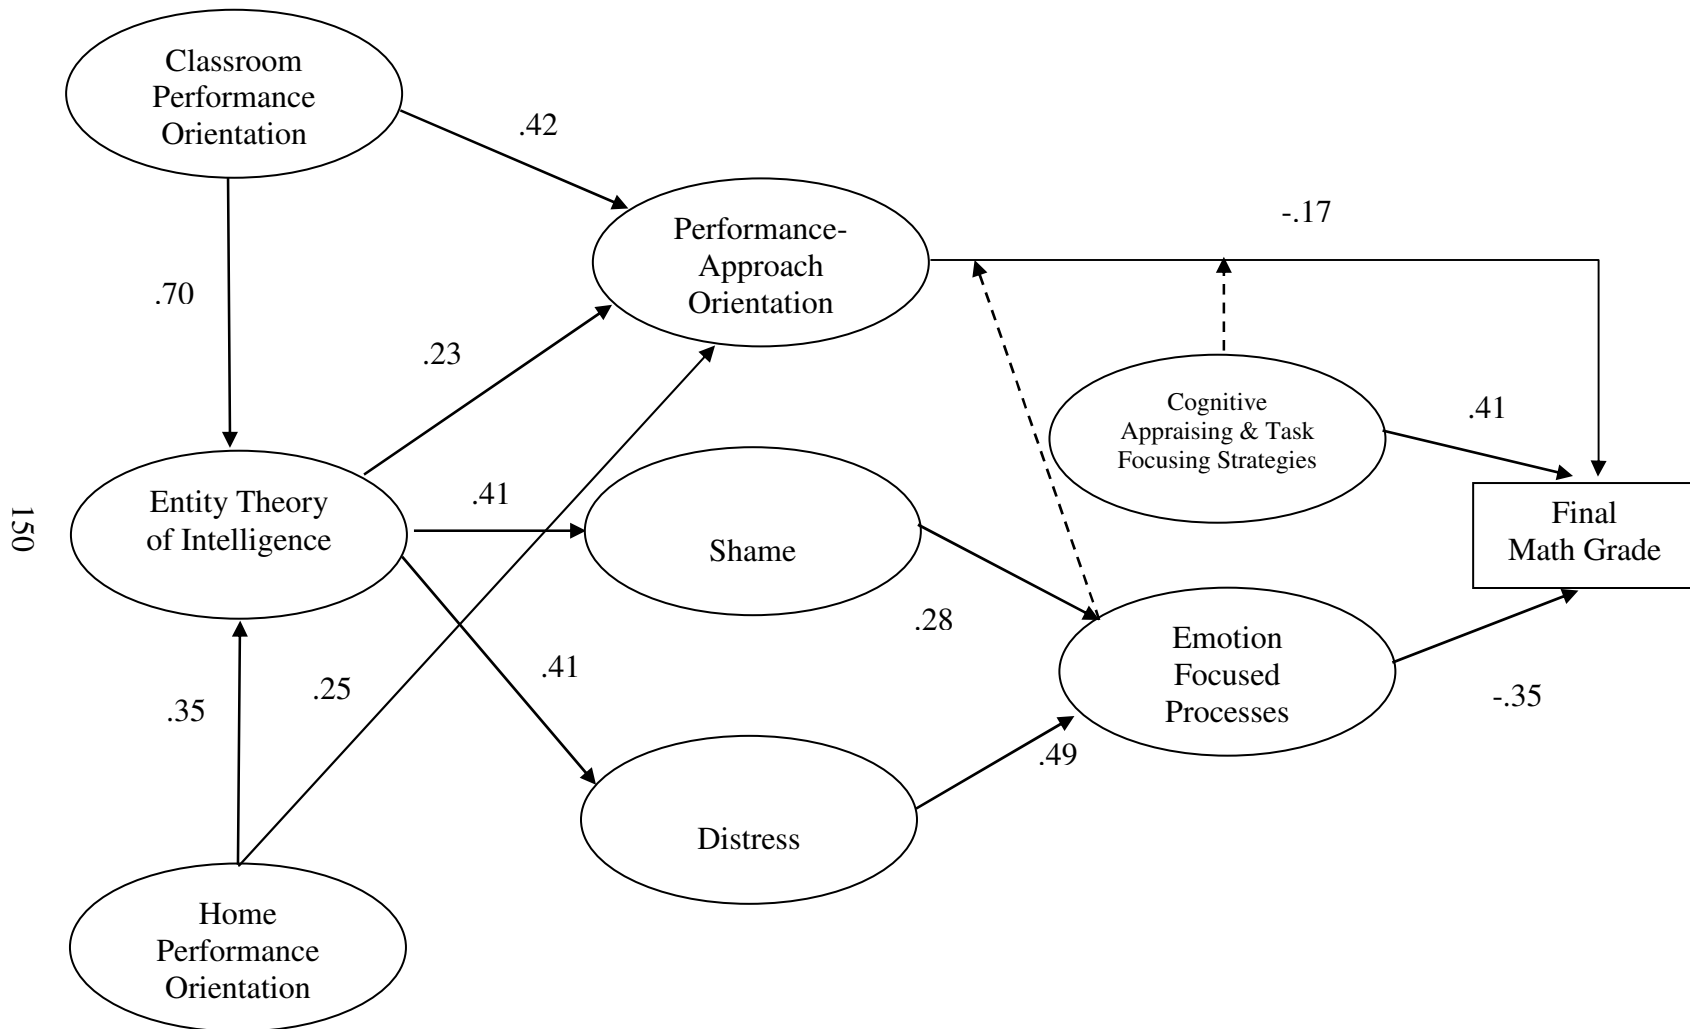 Classroom
Performance
Orientation
.42
Performance-
Approach
Orientation
-.17
.70
.23
Cognitive
Appraising & Task
Focusing Strategies
.41
Entity Theory
of Intelligence
.41
Shame
Final
Math Grade
150
.28
Emotion
Focused
Processes
.41
.25
.35
-.35
.49
Distress
Home
Performance
Orientation